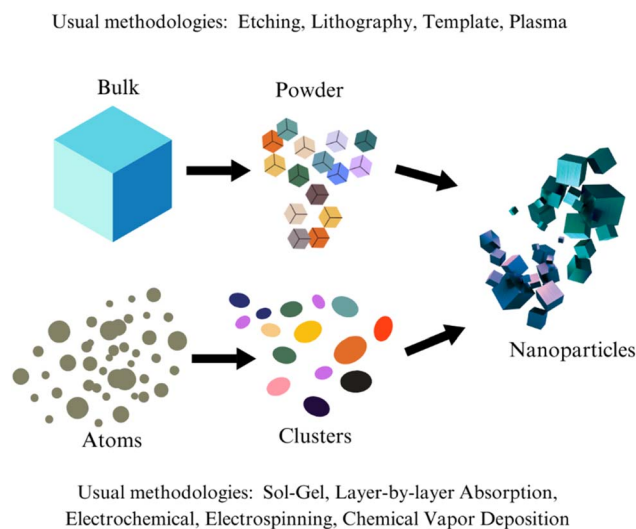 Usual methodologies: Etching, Lithography, Template, Plasma
Bulk
Powder
Nanoparticles
Atoms
Clusters
Usual methodologies: Sol-Gel, Layer-by-layer Absorption,
Electrochemical, Electrospinning, Chemical Vapor Deposition